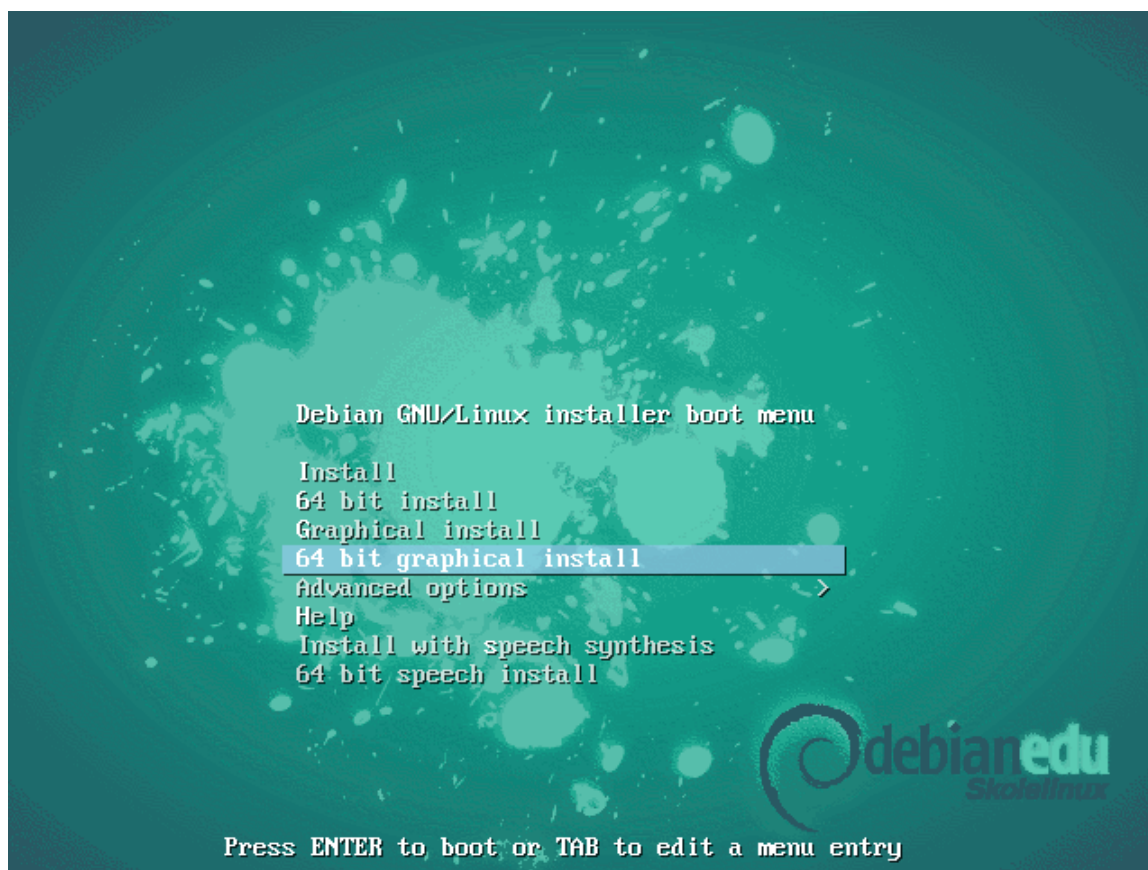 Debian GNU/Linux installer boot menu
Install
64 bit install
Graphical install
64 bit graphical install
Advanced options >
Help
Install with speech synthesis
64 bit speech install
debianedu
Skolelinux
Press ENTER to boot or TAB to edit a menu entry